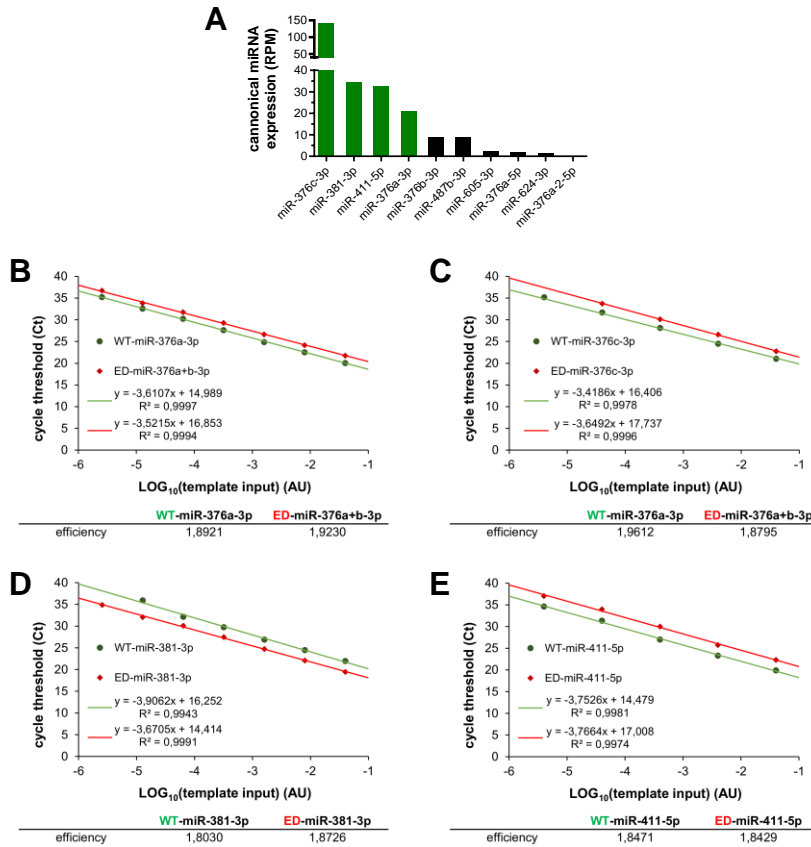 A
cannonical miRNA
expression (RPM)
150
100
50
40
30
20
10
0
miR-376c-3p
miR-381-3p
miR-411-5p
miR-376a-3p
miR-376b-3p
miR-487b-3p
miR-605-3p
miR-376a-5p
miR-624-3p
miR-376a-2-5p
B
cycle threshold (Ct)
40
35
30
25
20
15
10
5
0
WT-miR-376a-3p
ED-miR-376a+b-3p
y = -3,6107x + 14,989
R² = 0,9997
y = -3,5215x + 16,853
R² = 0,9994
-6 -5 -4 -3 -2 -1
LOG10(template input) (AU)
WT-miR-376a-3p ED-miR-376a+b-3p
efficiency 1,8921 1,9230
C
cycle threshold (Ct)
40
35
30
25
20
15
10
5
0
WT-miR-376c-3p
ED-miR-376c-3p
y = -3,4186x + 16,406
R² = 0,9978
y = -3,6492x + 17,737
R² = 0,9996
-6 -5 -4 -3 -2 -1
LOG10(template input) (AU)
WT-miR-376a-3p ED-miR-376a+b-3p
efficiency 1,9612 1,8795
D
cycle threshold (Ct)
40
35
30
25
20
15
10
5
0
WT-miR-381-3p
ED-miR-381-3p
y = -3,9062x + 16,252
R² = 0,9943
y = -3,6705x + 14,414
R² = 0,9991
-6 -5 -4 -3 -2 -1
LOG10(template input) (AU)
WT-miR-381-3p ED-miR-381-3p
efficiency 1,8030 1,8726
E
cycle threshold (Ct)
40
35
30
25
20
15
10
5
0
WT-miR-411-5p
ED-miR-411-5p
y = -3,7526x + 14,479
R² = 0,9981
y = -3,7664x + 17,008
R² = 0,9974
-6 -5 -4 -3 -2 -1
LOG10(template input) (AU)
WT-miR-411-5p ED-miR-411-5p
efficiency 1,8471 1,8429